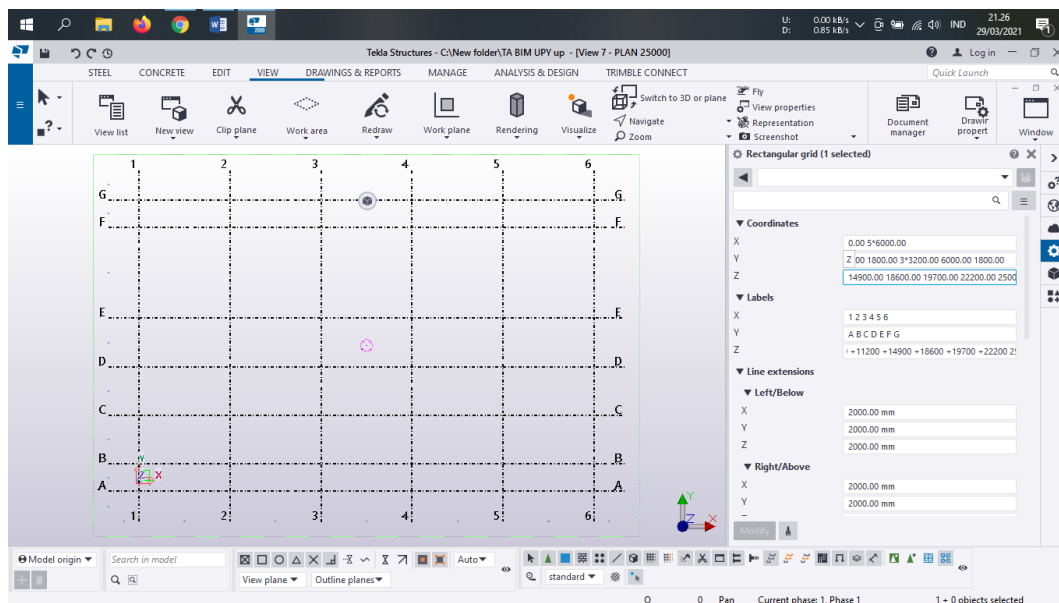 U: 0.00 kB/s
D: 0.85 kB/s
IND
21.26
29/03/2021
Tekla Structures - C:\New folder\TA BIM UPY up - [View 7 - PLAN 25000]
Log in
STEEL CONCRETE EDIT VIEW DRAWINGS & REPORTS MANAGE ANALYSIS & DESIGN TRIMBLE CONNECT
Quick Launch
View list
New view
Clip plane
Work area
Redraw
Work plane
Rendering
Visualize
Switch to 3D or plane
Navigate
Zoom
Fly
View properties
Representation
Screenshot
Document manager
Drawir propert
Window
1 2 3 4 5 6
G G
F F
E E
D D
C C
B B
A A
1 2 3 4 5 6
Y
Z X
Y
Z X
Rectangular grid (1 selected)
Coordinates
X 0.00 5*6000.00
Y Z 00 1800.00 3*3200.00 6000.00 1800.00
Z 14900.00 18600.00 19700.00 22200.00 2500
Labels
X 1 2 3 4 5 6
Y A B C D E F G
Z +11200 +14900 +18600 +19700 +22200 25
Line extensions
Left/Below
X 2000.00 mm
Y 2000.00 mm
Z 2000.00 mm
Right/Above
X 2000.00 mm
Y 2000.00 mm
Modify
Model origin
Search in model
Auto
View plane
Outline planes
standard
O 0 Pan Current phase: 1, Phase 1 1 + 0 objects selected